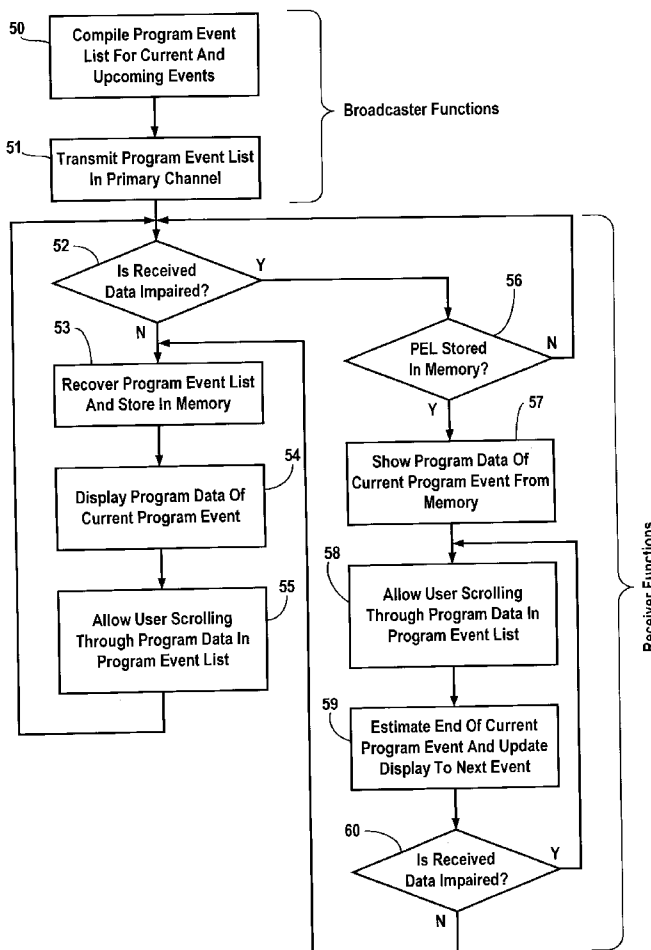 50
Compile Program Event
List For Current And
Upcoming Events
Broadcaster Functions
51
Transmit Program Event List
In Primary Channel
52
Is Received
Data Impaired?
Y
N
56
PEL Stored
In Memory?
N
Y
53
Recover Program Event List
And Store In Memory
57
Show Program Data Of
Current Program Event From
Memory
54
Display Program Data Of
Current Program Event
58
Allow User Scrolling
Through Program Data In
Program Event List
55
Allow User Scrolling
Through Program Data In
Program Event List
Receiver Functions
59
Estimate End Of Current
Program Event And Update
Display To Next Event
60
Is Received
Data Impaired?
Y
N